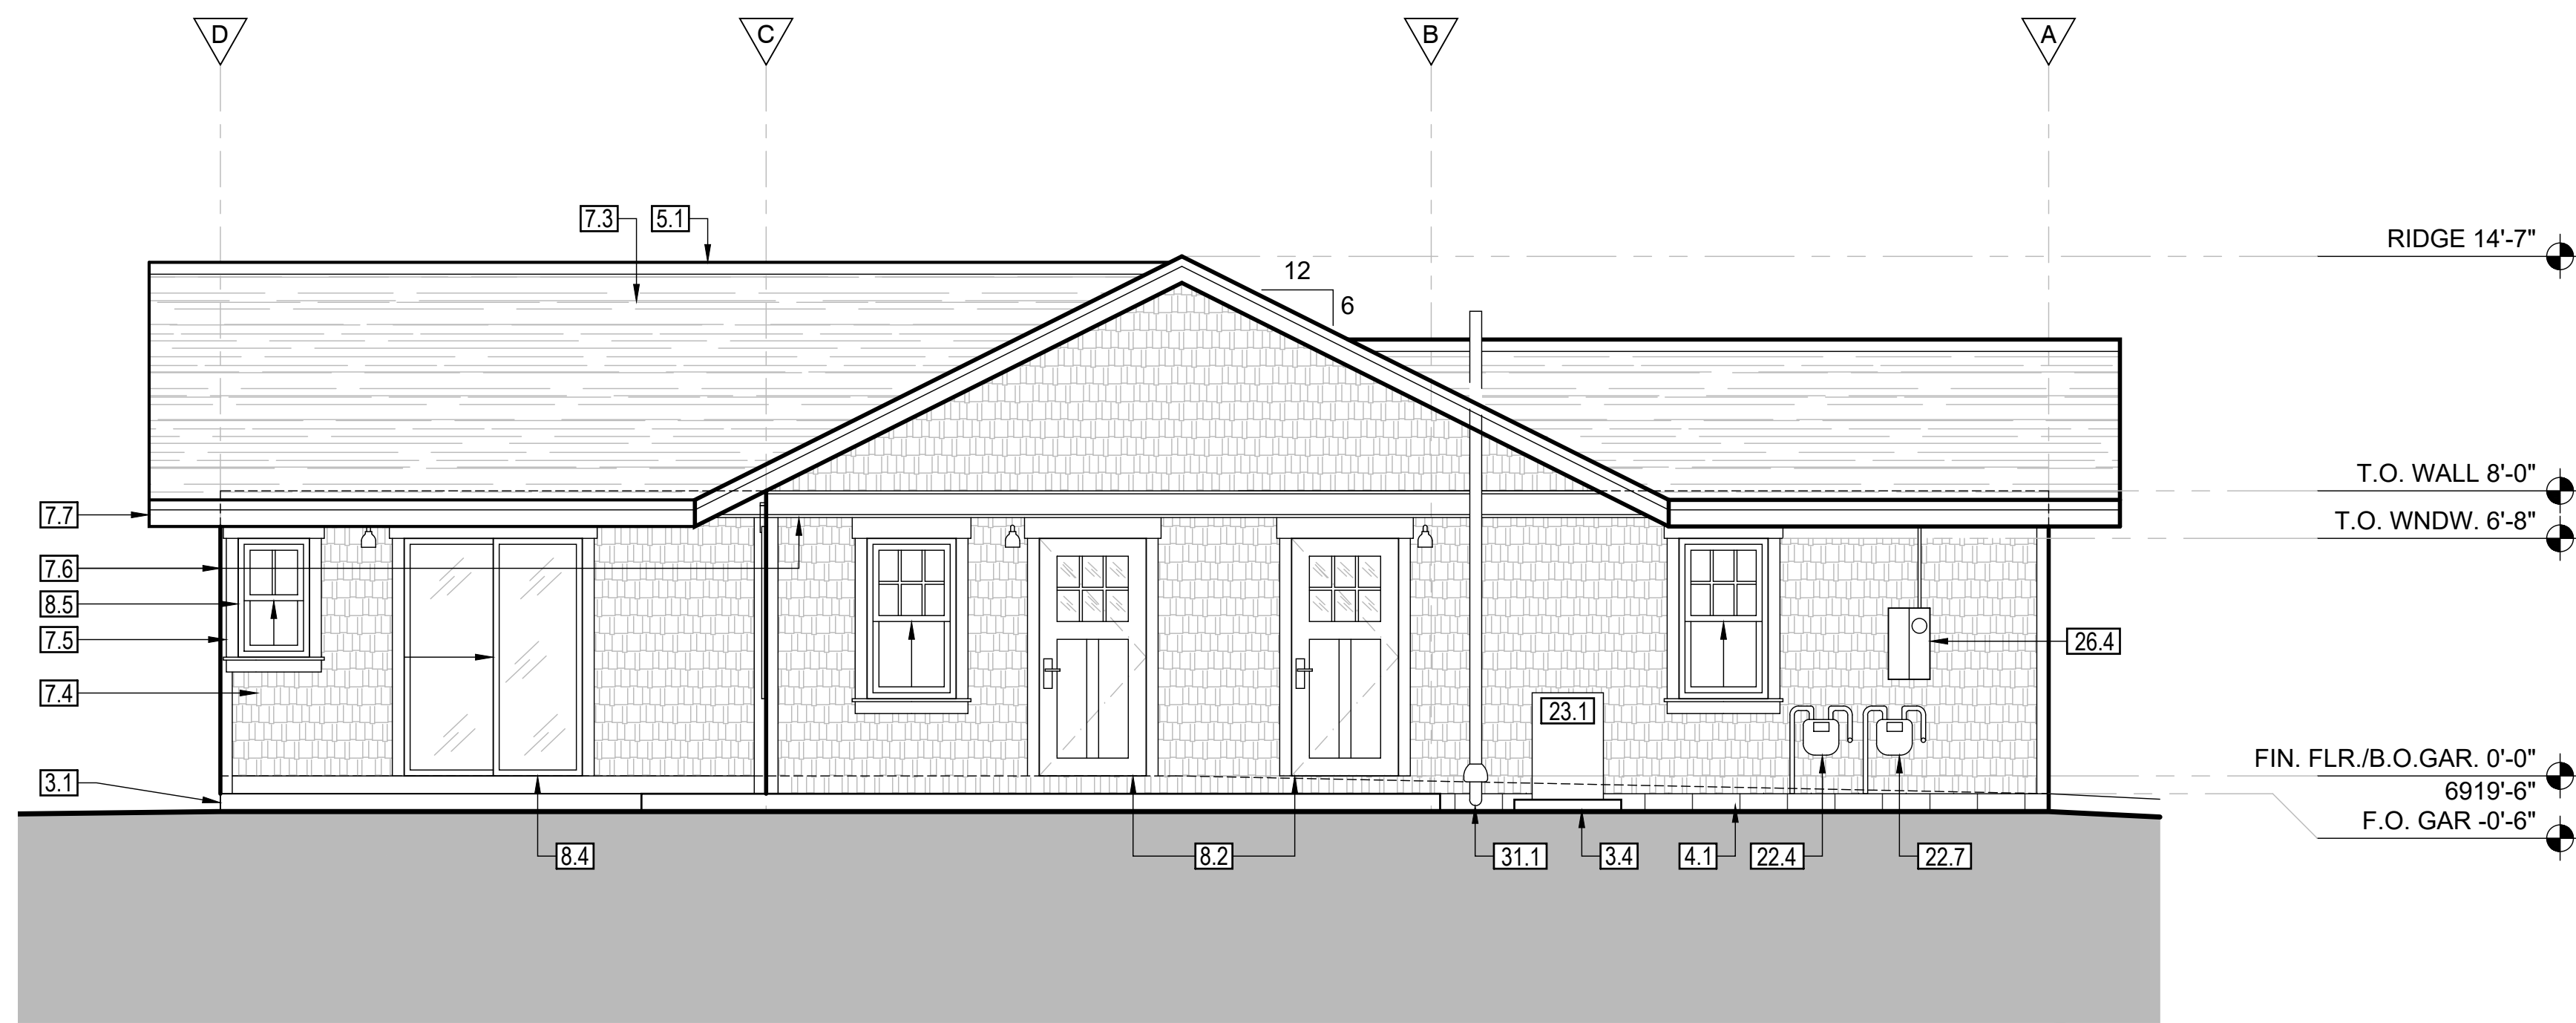 D
C
B
A
7.3
5.1
RIDGE 14'-7"
12
6
T.O. WALL 8'-0"
7.7
T.O. WNDW. 6'-8"
7.6
8.5
7.5
26.4
7.4
23.1
FIN. FLR./B.O.GAR. 0'-0"
3.1
6919'-6"
F.O. GAR -0'-6"
8.4
8.2
31.1
3.4
4.1
22.4
22.7